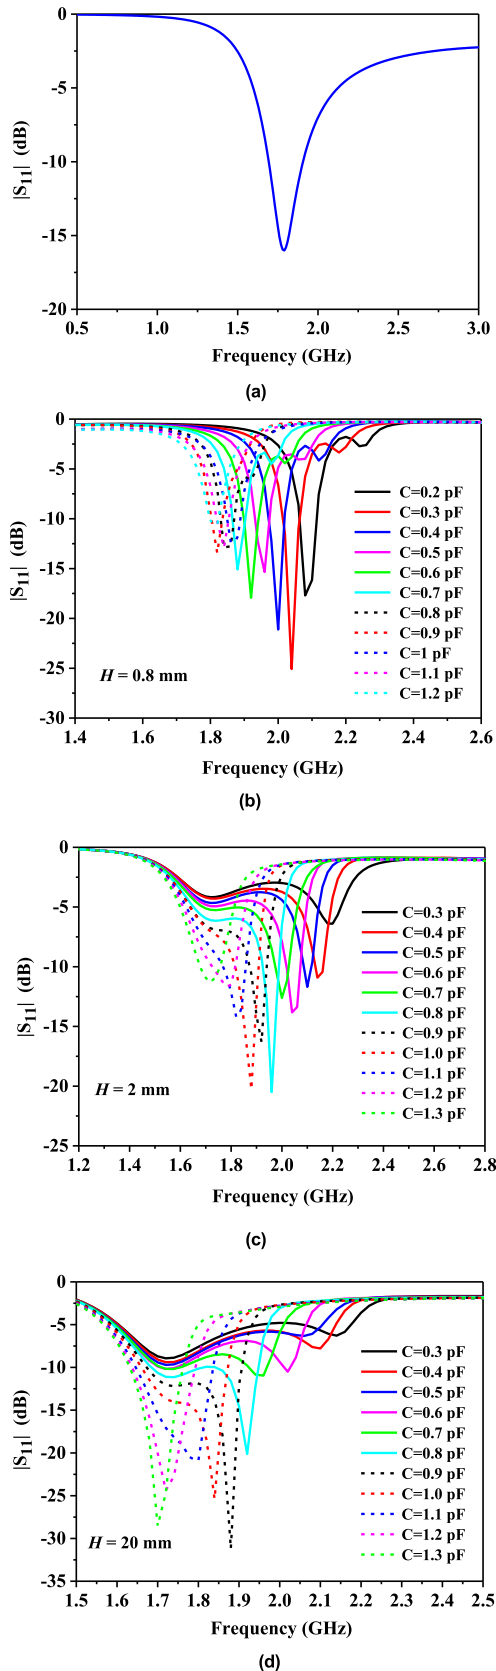 0
-5
-10
-15
-20
|S11| (dB)
0.5 1.0 1.5 2.0 2.5 3.0
Frequency (GHz)
(a)
0
-5
-10
-15
-20
-25
-30
|S11| (dB)
C=0.2 pF
C=0.3 pF
C=0.4 pF
C=0.5 pF
C=0.6 pF
C=0.7 pF
C=0.8 pF
C=0.9 pF
C=1 pF
C=1.1 pF
C=1.2 pF
H = 0.8 mm
1.4 1.6 1.8 2.0 2.2 2.4 2.6
Frequency (GHz)
(b)
0
-5
-10
-15
-20
-25
|S11| (dB)
C=0.3 pF
C=0.4 pF
C=0.5 pF
C=0.6 pF
C=0.7 pF
C=0.8 pF
C=0.9 pF
C=1.0 pF
C=1.1 pF
C=1.2 pF
C=1.3 pF
H = 2 mm
1.2 1.4 1.6 1.8 2.0 2.2 2.4 2.6 2.8
Frequency (GHz)
(c)
0
-5
-10
-15
-20
-25
-30
-35
|S11| (dB)
C=0.3 pF
C=0.4 pF
C=0.5 pF
C=0.6 pF
C=0.7 pF
C=0.8 pF
C=0.9 pF
C=1.0 pF
C=1.1 pF
C=1.2 pF
C=1.3 pF
H = 20 mm
1.5 1.6 1.7 1.8 1.9 2.0 2.1 2.2 2.3 2.4 2.5
Frequency (GHz)
(d)